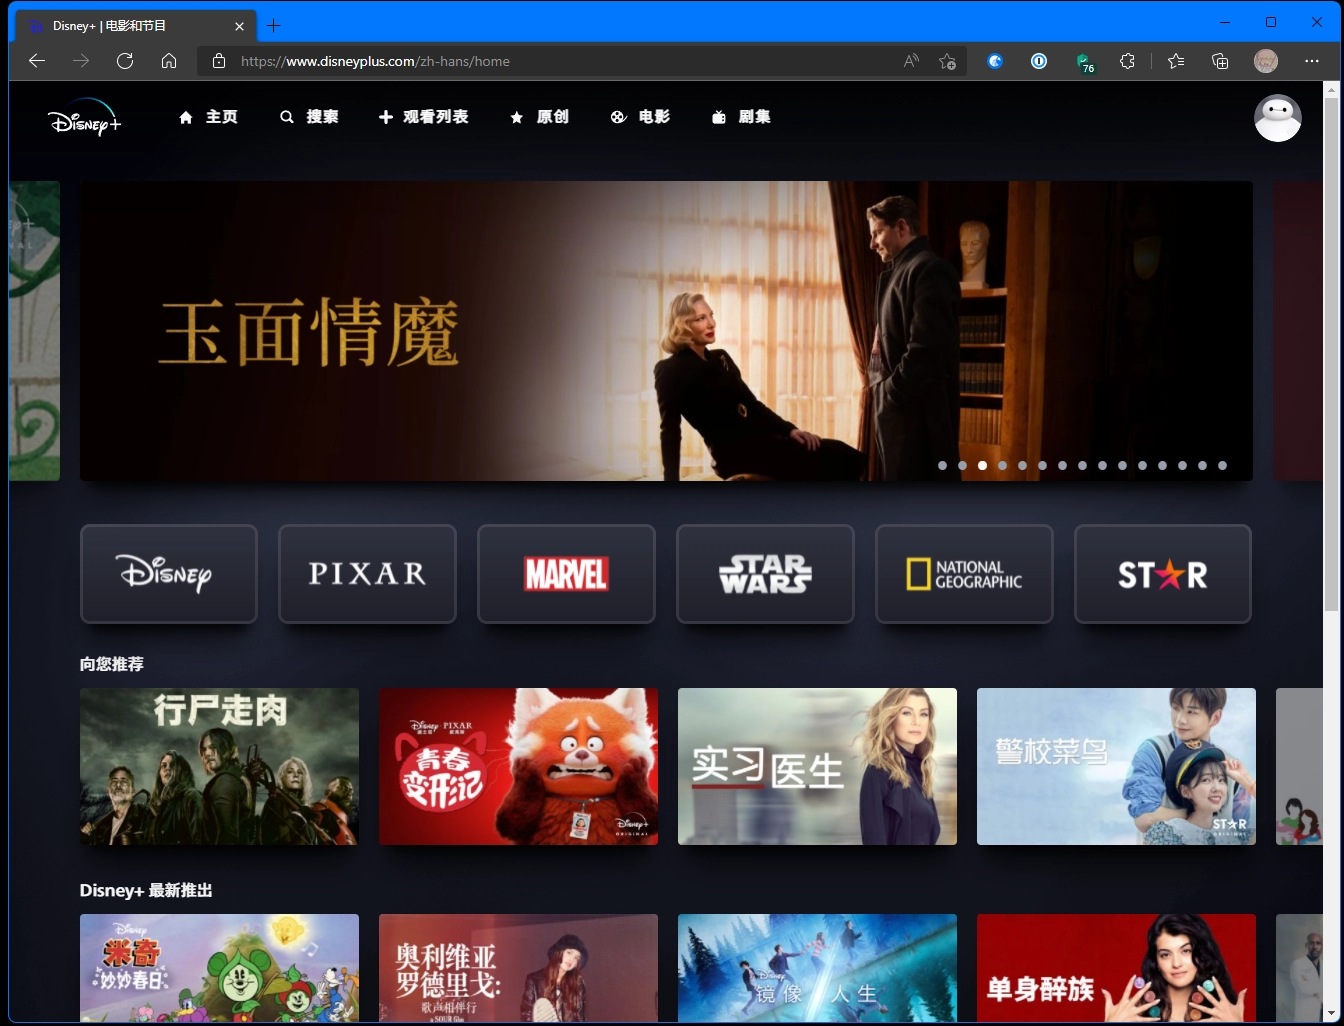 Disney+ | 电影和节目
https://www.disneyplus.com/zh-hans/home
76
Disney+
主页
搜索
观看列表
原创
电影
剧集
玉面情魔
Disney
PIXAR
MARVEL
STAR
WARS
NATIONAL
GEOGRAPHIC
STAR
向您推荐
行尸走肉
Disney · PIXAR
青春
变形记
Disney+
ORIGINAL
实习医生
警校菜鸟
STAR
ORIGINAL
Disney+ 最新推出
Disney
米奇
妙妙春日
奥利维亚
罗德里戈:
歌声相伴行
a SOUR film
Disney
镜像人生
单身醉族